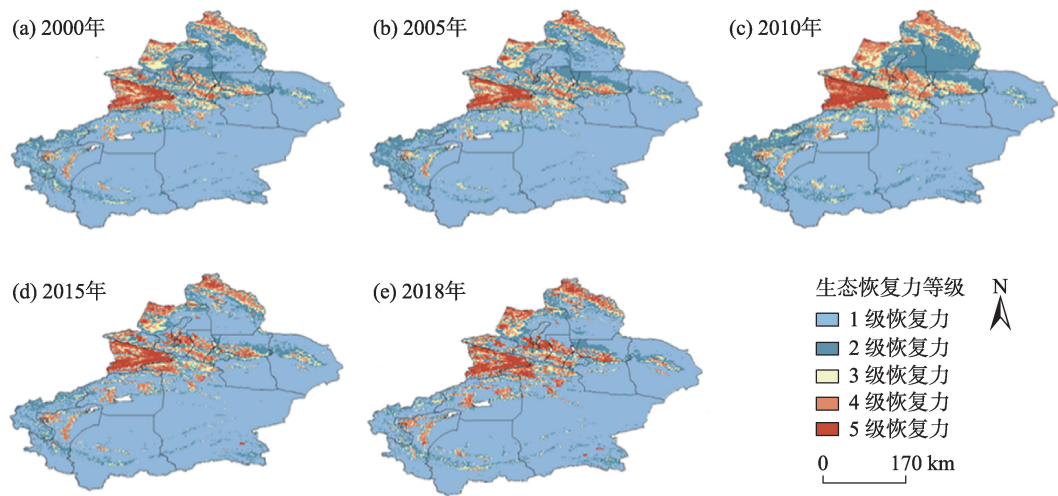 (a) 2000年
(b) 2005年
(c) 2010年
(d) 2015年
(e) 2018年
生态恢复力等级
1 级恢复力
2 级恢复力
3 级恢复力
4 级恢复力
5 级恢复力
N
0 170 km